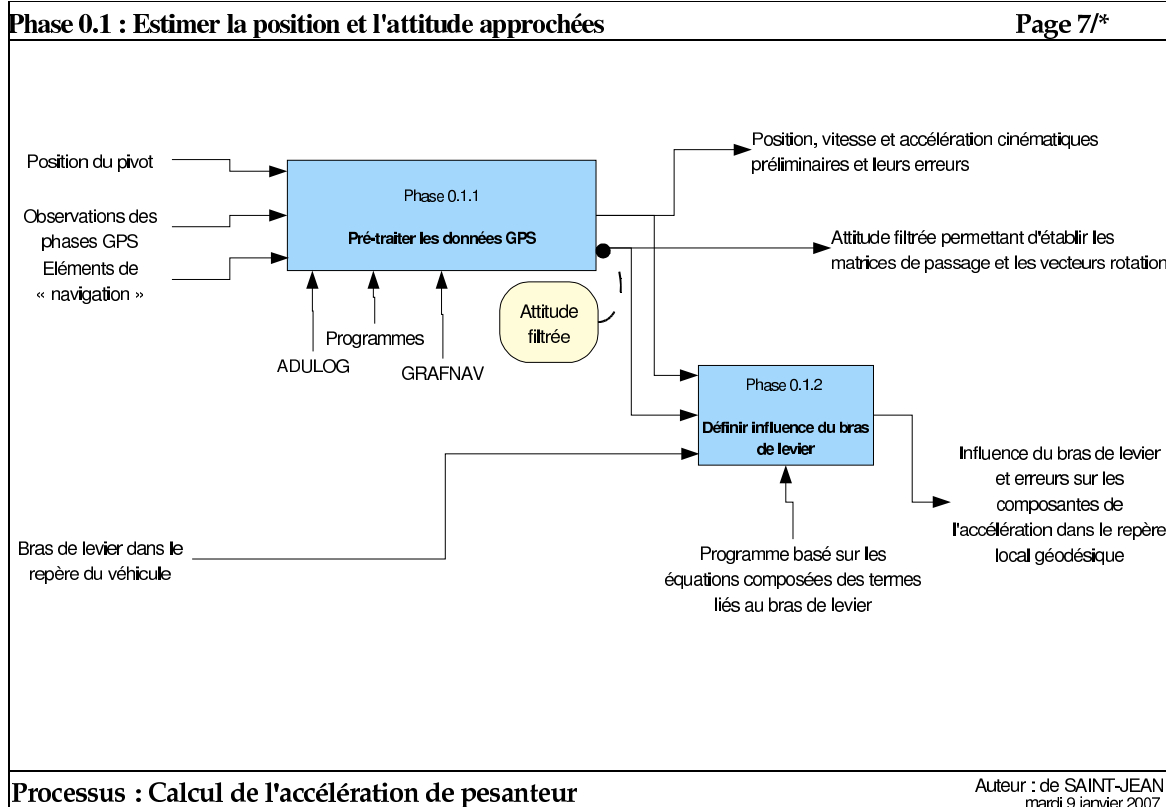 Phase 0.1 : Estimer la position et l'attitude approchées
Page 7/*
Position du pivot
Observations des
phases GPS
Eléments de
« navigation »
Phase 0.1.1
Pré-traiter les données GPS
ADULOG
Programmes
GRAFNAV
Attitude
filtrée
Position, vitesse et accélération cinématiques
préliminaires et leurs erreurs
Attitude filtrée permettant d'établir les
matrices de passage et les vecteurs rotation
Phase 0.1.2
Définir influence du bras
de levier
Bras de levier dans le
repère du véhicule
Programme basé sur les
équations composées des termes
liés au bras de levier
Influence du bras de levier
et erreurs sur les
composantes de
l'accélération dans le repère
local géodésique
Processus : Calcul de l'accélération de pesanteur
Auteur : de SAINT-JEAN
mardi 9 janvier 2007